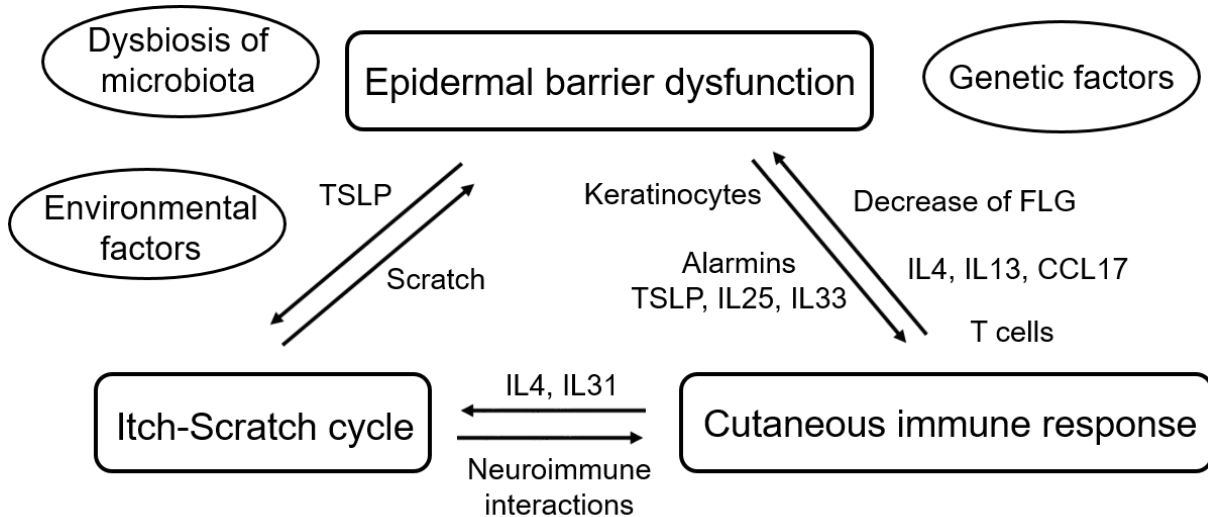 Dysbiosis of
microbiota
Epidermal barrier dysfunction
Genetic factors
Environmental
factors
TSLP
Scratch
Keratinocytes
Alarmins
TSLP, IL25, IL33
Decrease of FLG
IL4, IL13, CCL17
T cells
Itch-Scratch cycle
IL4, IL31
Neuroimmune
interactions
Cutaneous immune response